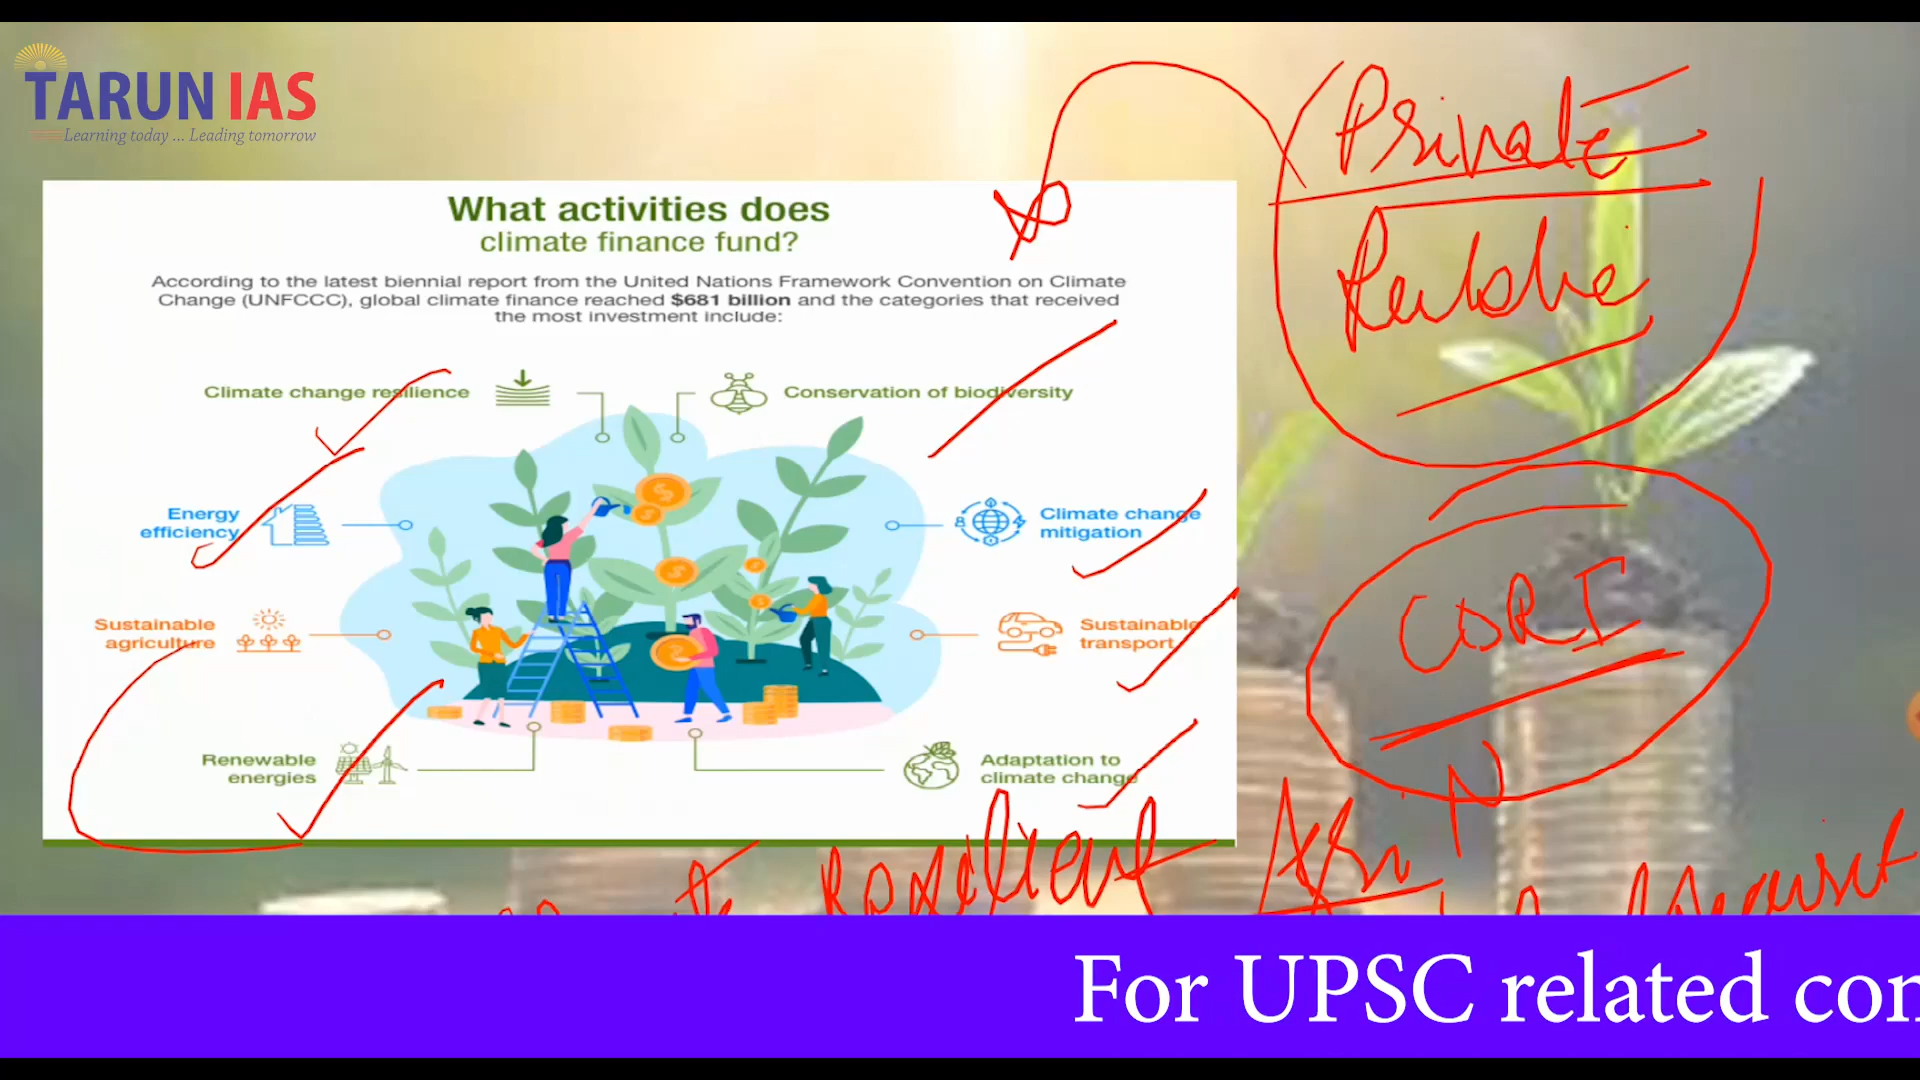 TARUN IAS
Learning today ... Leading tomorrow
What activities does
climate finance fund?
According to the latest biennial report from the United Nations Framework Convention on Climate
Change (UNFCCC), global climate finance reached $681 billion and the categories that received
the most investment include:
Climate change resilience
Conservation of biodiversity
Energy
efficiency
Climate change
mitigation
Sustainable
agriculture
Sustainable
transport
Renewable
energies
Adaptation to
climate change
Private
Public
resilient
For UPSC related con